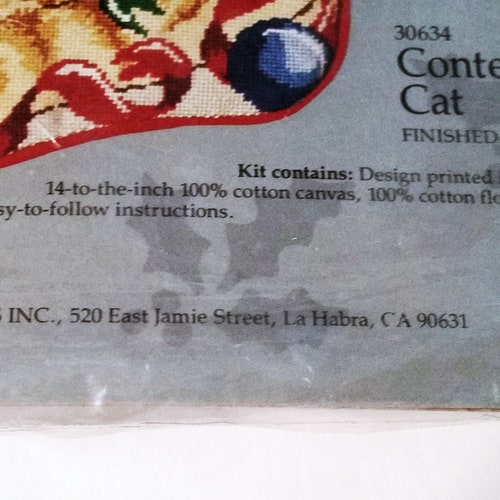 30634
Conte
Cat
FINISHED
Kit contains: Design printed
14-to-the-inch 100% cotton canvas, 100% cotton flo
sy-to-follow instructions.
INC., 520 East Jamie Street, La Habra, CA 90631